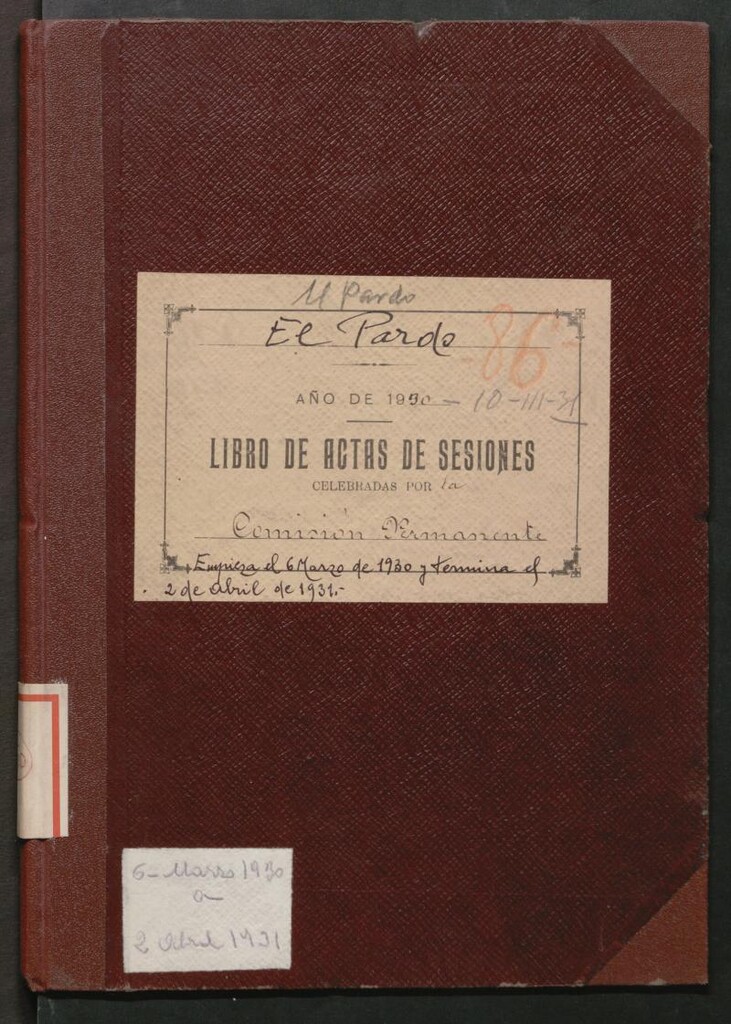 El Pardo
El Pardo
86
AÑO DE 1930 - 10-III-31
LIBRO DE ACTAS DE SESIONES
CELEBRADAS POR la
Comisión Permanente
Empieza el 6 Marzo de 1930 y termina el
2 de abril de 1931.-
6 - Marzo 1930
a
2 Abril 1931